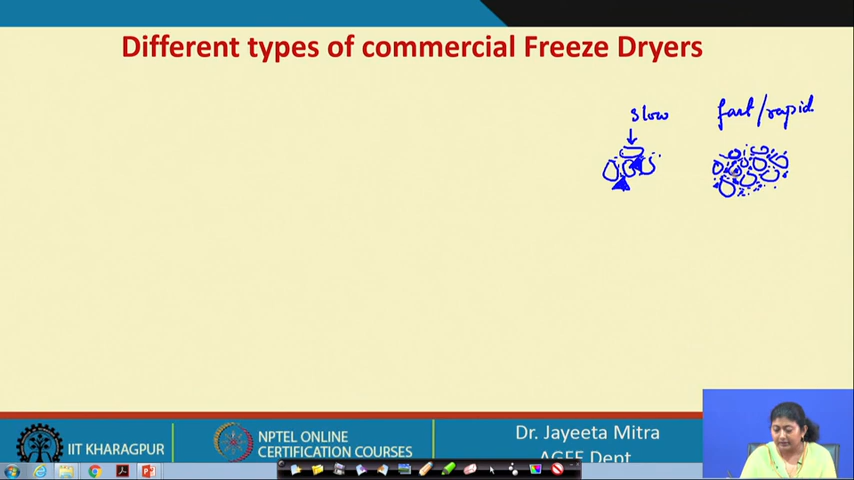 Different types of commercial Freeze Dryers
slow
fast/rapid
IIT KHARAGPUR
NPTEL ONLINE
CERTIFICATION COURSES
Dr. Jayeeta Mitra
AGFE Dept.